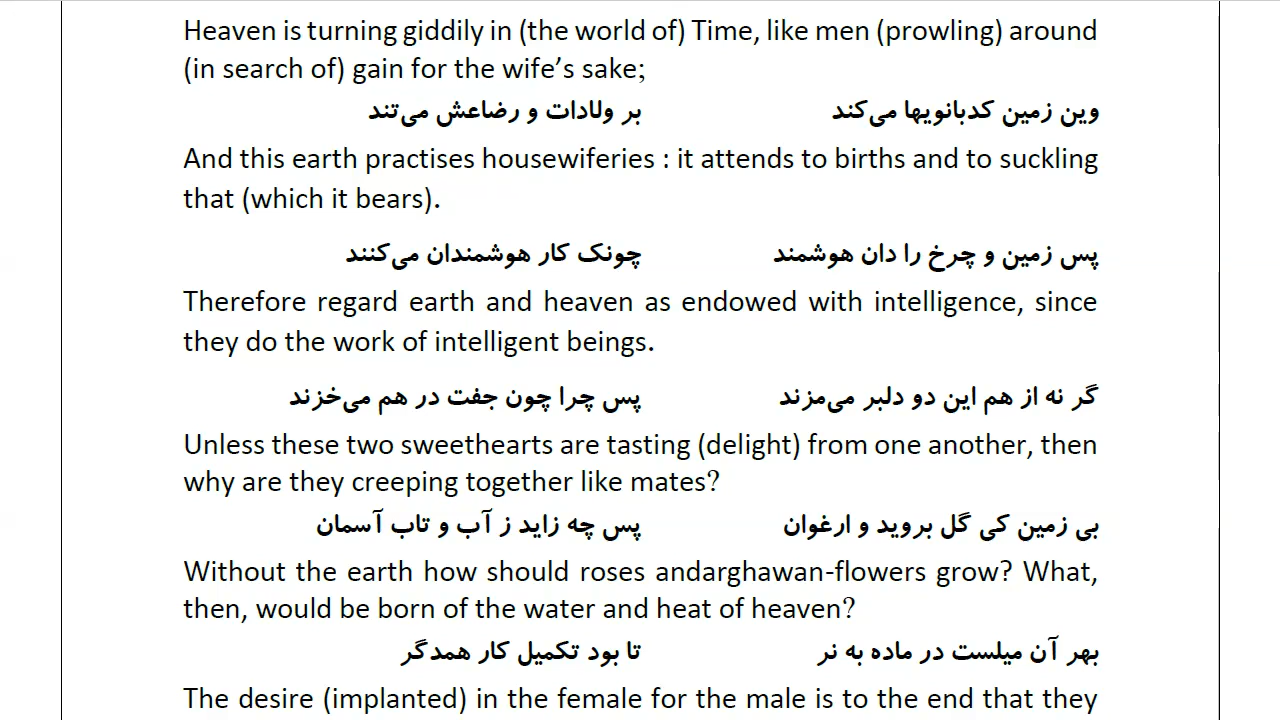 Heaven is turning giddily in (the world of) Time, like men (prowling) around
(in search of) gain for the wife’s sake;
وین زمین کدبانویها می‌کند بر ولادات و رضاعش می‌تند
And this earth practises housewiferies : it attends to births and to suckling
that (which it bears).
پس زمین و چرخ را دان هوشمند چونک کار هوشمندان می‌کنند
Therefore regard earth and heaven as endowed with intelligence, since
they do the work of intelligent beings.
گر نه از هم این دو دلبر می‌مزند پس چرا چون جفت در هم می‌خزند
Unless these two sweethearts are tasting (delight) from one another, then
why are they creeping together like mates?
بی زمین کی گل بروید و ارغوان پس چه زاید ز آب و تاب آسمان
Without the earth how should roses andarghawan-flowers grow? What,
then, would be born of the water and heat of heaven?
بهر آن میلست در ماده به نر تا بود تکمیل کار همدگر
The desire (implanted) in the female for the male is to the end that they